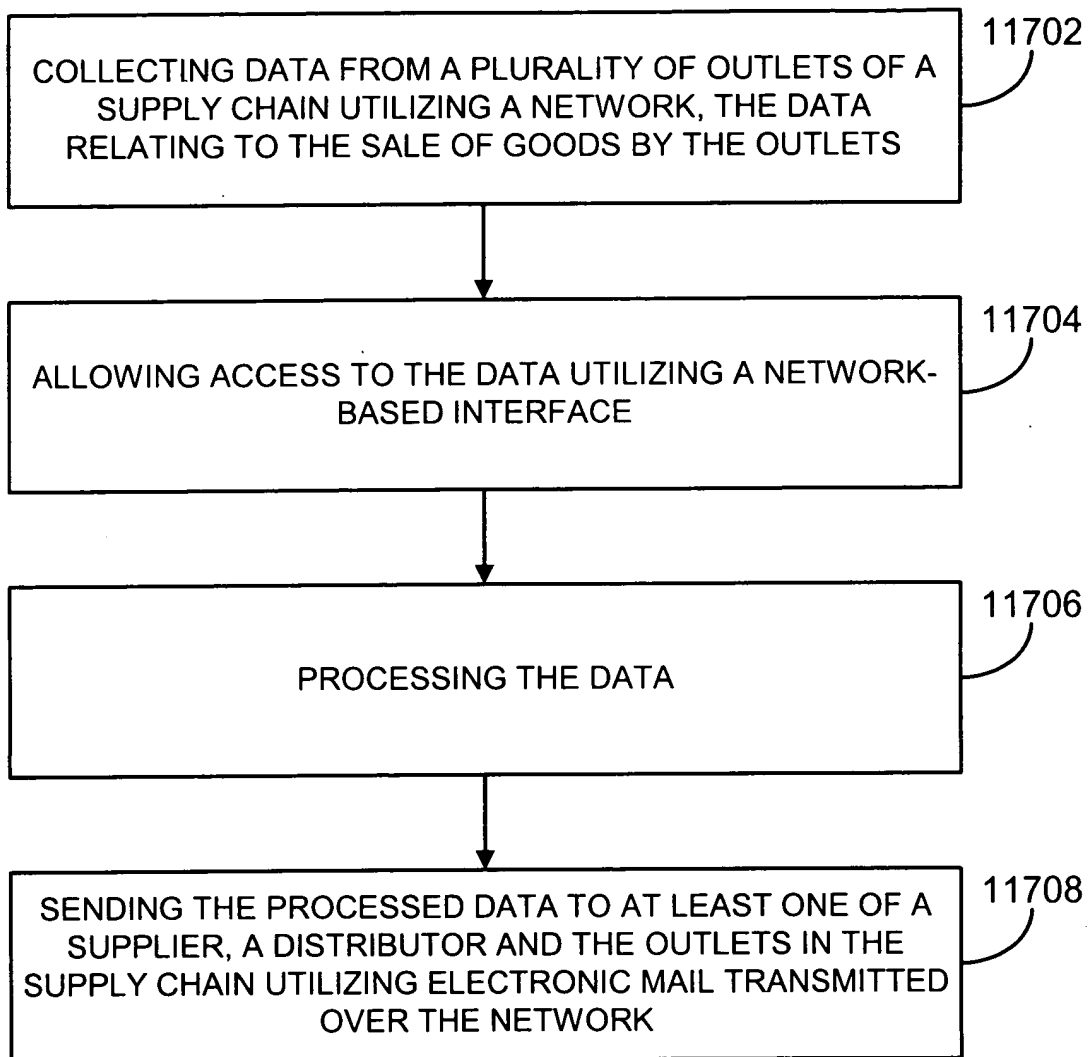 11702
COLLECTING DATA FROM A PLURALITY OF OUTLETS OF A
SUPPLY CHAIN UTILIZING A NETWORK, THE DATA
RELATING TO THE SALE OF GOODS BY THE OUTLETS
11704
ALLOWING ACCESS TO THE DATA UTILIZING A NETWORK-
BASED INTERFACE
11706
PROCESSING THE DATA
11708
SENDING THE PROCESSED DATA TO AT LEAST ONE OF A
SUPPLIER, A DISTRIBUTOR AND THE OUTLETS IN THE
SUPPLY CHAIN UTILIZING ELECTRONIC MAIL TRANSMITTED
OVER THE NETWORK